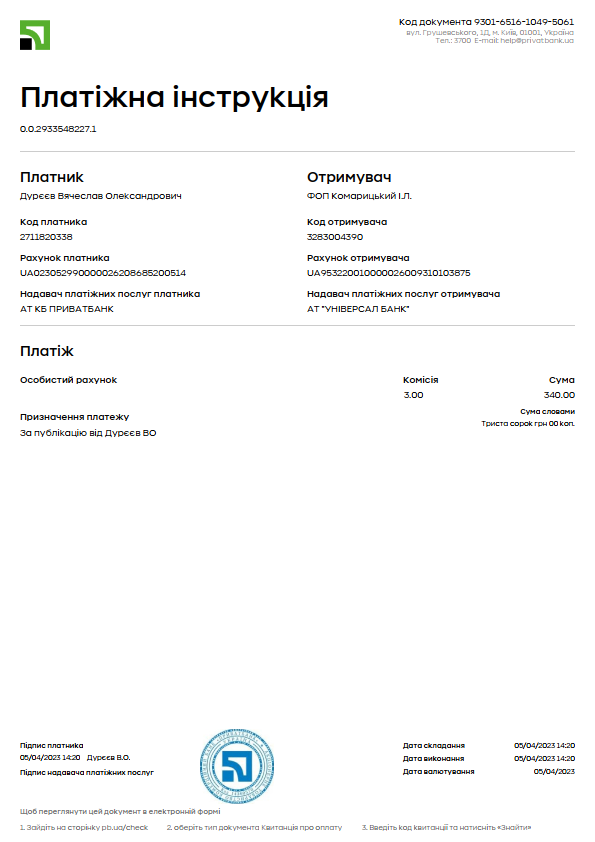 Код документа 9301-6516-1049-5061
вул. Грушевського, 1Д, м. Київ, 01001, Україна
Тел.: 3700 E-mail: help@privatbank.ua
Платіжна інструкція
0.0.2933548227.1
Платник
Отримувач
Дурєєв Вячеслав Олександрович
ФОП Комарицький І.Л.
Код платника
Код отримувача
2711820338
3283004390
Рахунок платника
Рахунок отримувача
UA023052990000026208685200514
UA953220010000026009310103875
Надавач платіжних послуг платника
Надавач платіжних послуг отримувача
АТ КБ ПРИВАТБАНК
АТ "УНІВЕРСАЛ БАНК"
Платіж
Особистий рахунок
Комісія
Сума
3.00
340.00
Сума словами
Призначення платежу
Триста сорок грн 00 коп.
За публікацію від Дурєєв ВО
Підпис платника
Дата складання
05/04/2023 14:20
05/04/2023 14:20 Дурєєв В.О.
Дата виконання
05/04/2023 14:20
Підпис надавача платіжних послуг
Дата валютування
05/04/2023
Щоб переглянути цей документ в електронній формі
1. Зайдіть на сторінку pb.ua/check
2. оберіть тип документа Квитанція про оплату
3. Введіть код квитанції та натисніть «Знайти»